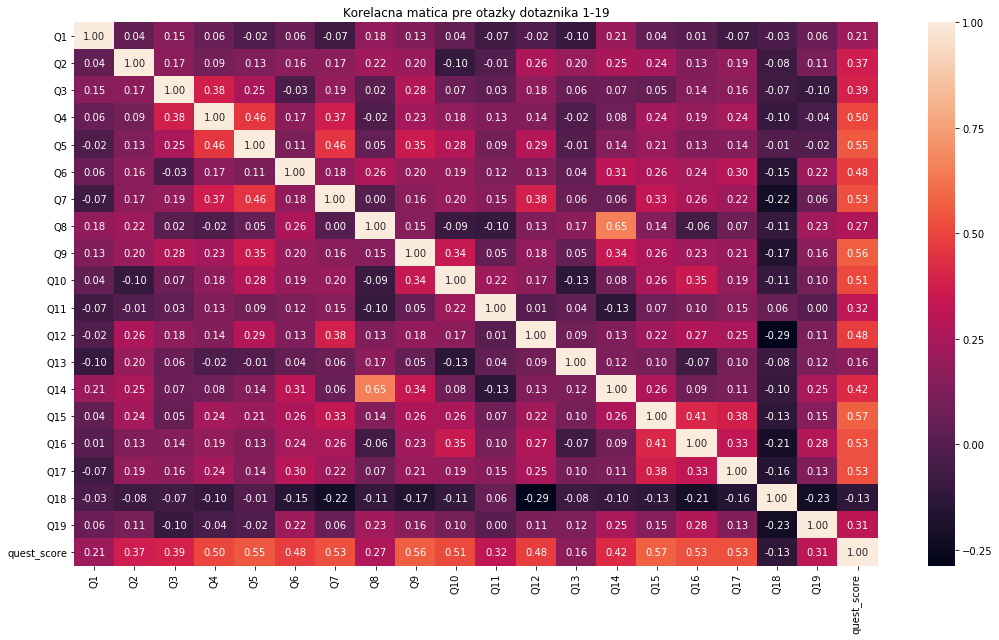 Korelacna matica pre otazky dotaznika 1-19
Q1 1.00 0.04 0.15 0.06 -0.02 0.06 -0.07 0.18 0.13 0.04 -0.07 -0.02 -0.10 0.21 0.04 0.01 -0.07 -0.03 0.06 0.21
Q2 0.04 1.00 0.17 0.09 0.13 0.16 0.17 0.22 0.20 -0.10 -0.01 0.26 0.20 0.25 0.24 0.13 0.19 -0.08 0.11 0.37
Q3 0.15 0.17 1.00 0.38 0.25 -0.03 0.19 0.02 0.28 0.07 0.03 0.18 0.06 0.07 0.05 0.14 0.16 -0.07 -0.10 0.39
Q4 0.06 0.09 0.38 1.00 0.46 0.17 0.37 -0.02 0.23 0.18 0.13 0.14 -0.02 0.08 0.24 0.19 0.24 -0.10 -0.04 0.50
Q5 -0.02 0.13 0.25 0.46 1.00 0.11 0.46 0.05 0.35 0.28 0.09 0.29 -0.01 0.14 0.21 0.13 0.14 -0.01 -0.02 0.55
Q6 0.06 0.16 -0.03 0.17 0.11 1.00 0.18 0.26 0.20 0.19 0.12 0.13 0.04 0.31 0.26 0.24 0.30 -0.15 0.22 0.48
Q7 -0.07 0.17 0.19 0.37 0.46 0.18 1.00 0.00 0.16 0.20 0.15 0.38 0.06 0.06 0.33 0.26 0.22 -0.22 0.06 0.53
Q8 0.18 0.22 0.02 -0.02 0.05 0.26 0.00 1.00 0.15 -0.09 -0.10 0.13 0.17 0.65 0.14 -0.06 0.07 -0.11 0.23 0.27
Q9 0.13 0.20 0.28 0.23 0.35 0.20 0.16 0.15 1.00 0.34 0.05 0.18 0.05 0.34 0.26 0.23 0.21 -0.17 0.16 0.56
Q10 0.04 -0.10 0.07 0.18 0.28 0.19 0.20 -0.09 0.34 1.00 0.22 0.17 -0.13 0.08 0.26 0.35 0.19 -0.11 0.10 0.51
Q11 -0.07 -0.01 0.03 0.13 0.09 0.12 0.15 -0.10 0.05 0.22 1.00 0.01 0.04 -0.13 0.07 0.10 0.15 0.06 0.00 0.32
Q12 -0.02 0.26 0.18 0.14 0.29 0.13 0.38 0.13 0.18 0.17 0.01 1.00 0.09 0.13 0.22 0.27 0.25 -0.29 0.11 0.48
Q13 -0.10 0.20 0.06 -0.02 -0.01 0.04 0.06 0.17 0.05 -0.13 0.04 0.09 1.00 0.12 0.10 -0.07 0.10 -0.08 0.12 0.16
Q14 0.21 0.25 0.07 0.08 0.14 0.31 0.06 0.65 0.34 0.08 -0.13 0.13 0.12 1.00 0.26 0.09 0.11 -0.10 0.25 0.42
Q15 0.04 0.24 0.05 0.24 0.21 0.26 0.33 0.14 0.26 0.26 0.07 0.22 0.10 0.26 1.00 0.41 0.38 -0.13 0.15 0.57
Q16 0.01 0.13 0.14 0.19 0.13 0.24 0.26 -0.06 0.23 0.35 0.10 0.27 -0.07 0.09 0.41 1.00 0.33 -0.21 0.28 0.53
Q17 -0.07 0.19 0.16 0.24 0.14 0.30 0.22 0.07 0.21 0.19 0.15 0.25 0.10 0.11 0.38 0.33 1.00 -0.16 0.13 0.53
Q18 -0.03 -0.08 -0.07 -0.10 -0.01 -0.15 -0.22 -0.11 -0.17 -0.11 0.06 -0.29 -0.08 -0.10 -0.13 -0.21 -0.16 1.00 -0.23 -0.13
Q19 0.06 0.11 -0.10 -0.04 -0.02 0.22 0.06 0.23 0.16 0.10 0.00 0.11 0.12 0.25 0.15 0.28 0.13 -0.23 1.00 0.31
quest_score 0.21 0.37 0.39 0.50 0.55 0.48 0.53 0.27 0.56 0.51 0.32 0.48 0.16 0.42 0.57 0.53 0.53 -0.13 0.31 1.00
Q1 Q2 Q3 Q4 Q5 Q6 Q7 Q8 Q9 Q10 Q11 Q12 Q13 Q14 Q15 Q16 Q17 Q18 Q19 quest_score
1.00
0.75
0.50
0.25
0.00
−0.25